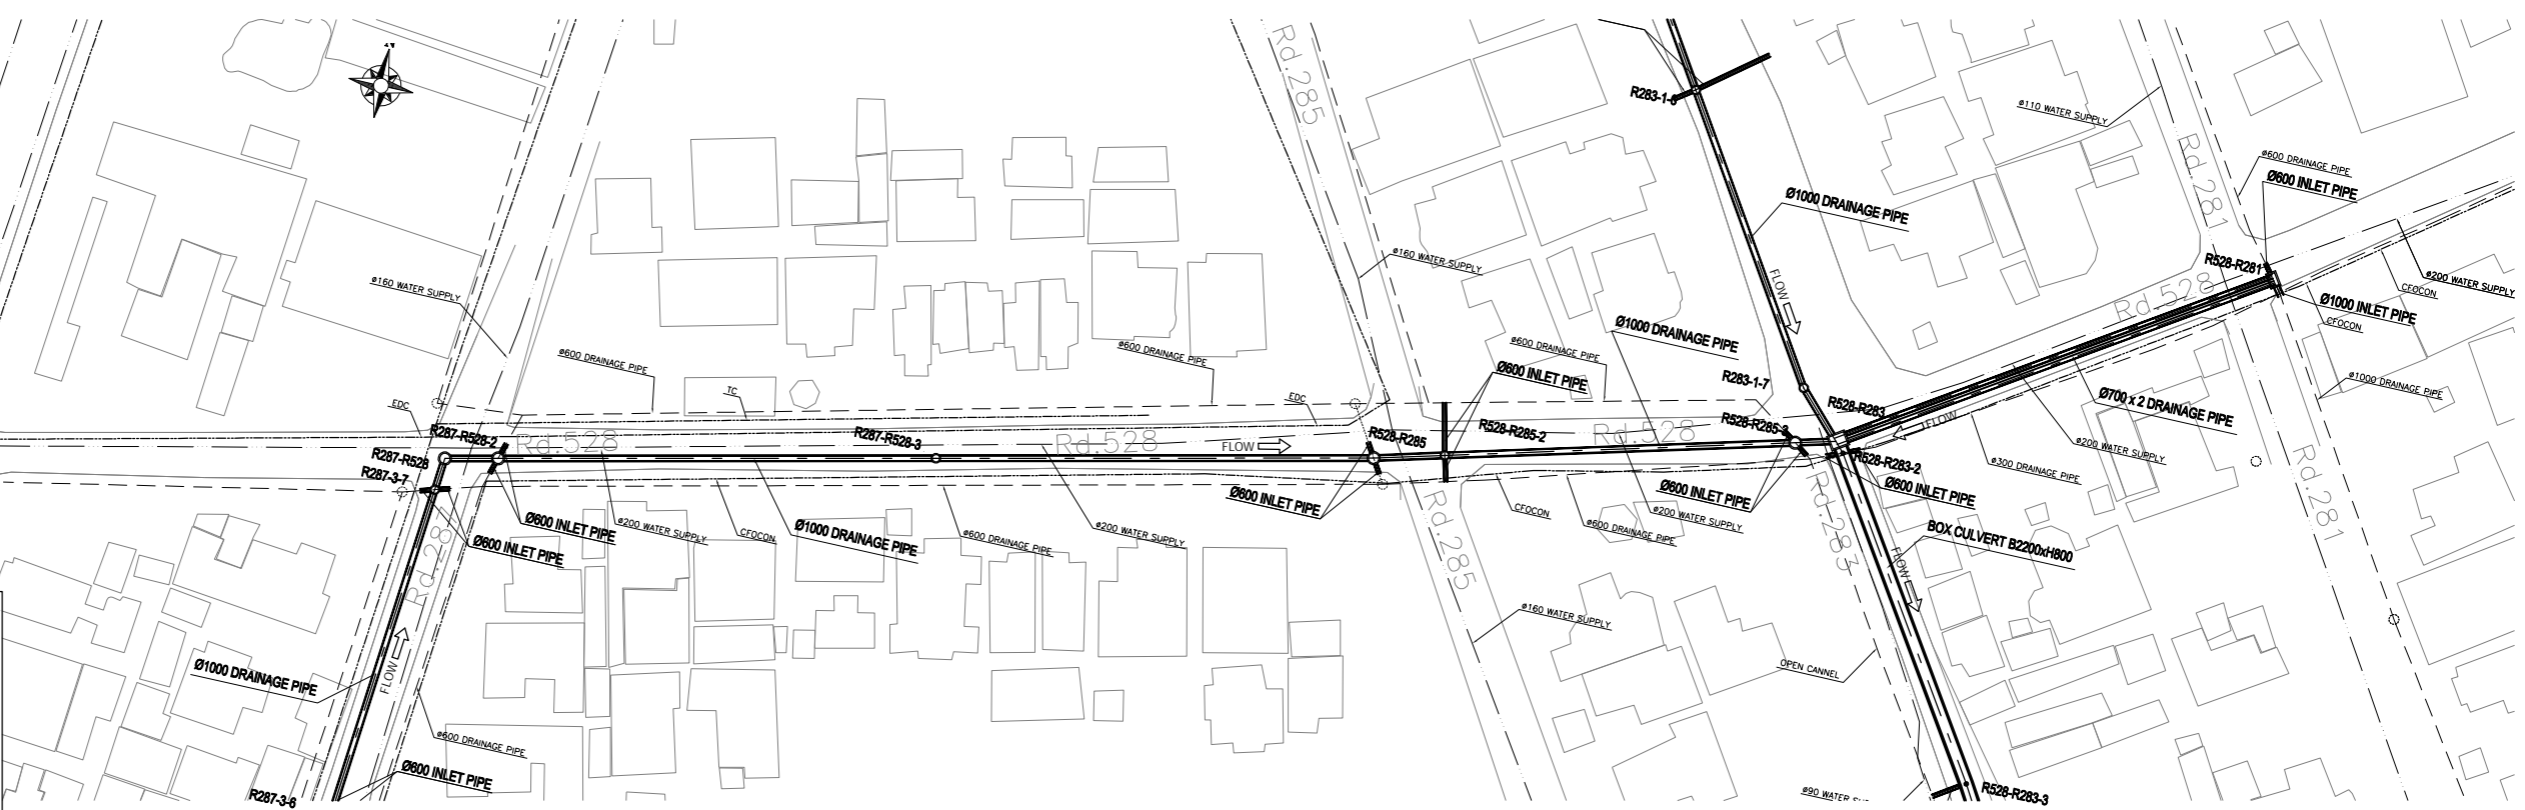 N
Rd.285
R283-1-6
ø110 WATER SUPPLY
Rd.281
ø600 DRAINAGE PIPE
Ø600 INLET PIPE
Ø1000 DRAINAGE PIPE
R528-R281
ø200 WATER SUPPLY
CFOCON
Ø1000 INLET PIPE
CFOCON
Rd.528
ø160 WATER SUPPLY
ø160 WATER SUPPLY
FLOW
Ø1000 DRAINAGE PIPE
ø600 DRAINAGE PIPE
ø600 DRAINAGE PIPE
ø600 DRAINAGE PIPE
Ø600 INLET PIPE
R283-1-7
ø1000 DRAINAGE PIPE
Ø700 x 2 DRAINAGE PIPE
TC
EDC
EDC
R528-R283
FLOW
R287-R528-2
Rd.528
R287-R528-3
Rd.528
FLOW
R528-R285
R528-R285-2
Rd.528
R528-R285-3
ø200 WATER SUPPLY
R287-R528
R287-3-7
R528-R283-2
ø300 DRAINAGE PIPE
Ø600 INLET PIPE
Ø600 INLET PIPE
Ø600 INLET PIPE
Rd.281
Ø600 INLET PIPE
ø200 WATER SUPPLY
CFOCON
Ø1000 DRAINAGE PIPE
ø600 DRAINAGE PIPE
ø200 WATER SUPPLY
Rd.285
CFOCON
ø600 DRAINAGE PIPE
ø200 WATER SUPPLY
Rd.283
BOX CULVERT B2200xH800
Ø600 INLET PIPE
FLOW
ø160 WATER SUPPLY
OPEN CANNEL
Ø1000 DRAINAGE PIPE
FLOW
ø600 DRAINAGE PIPE
Ø600 INLET PIPE
R287-3-6
R528-R283-3